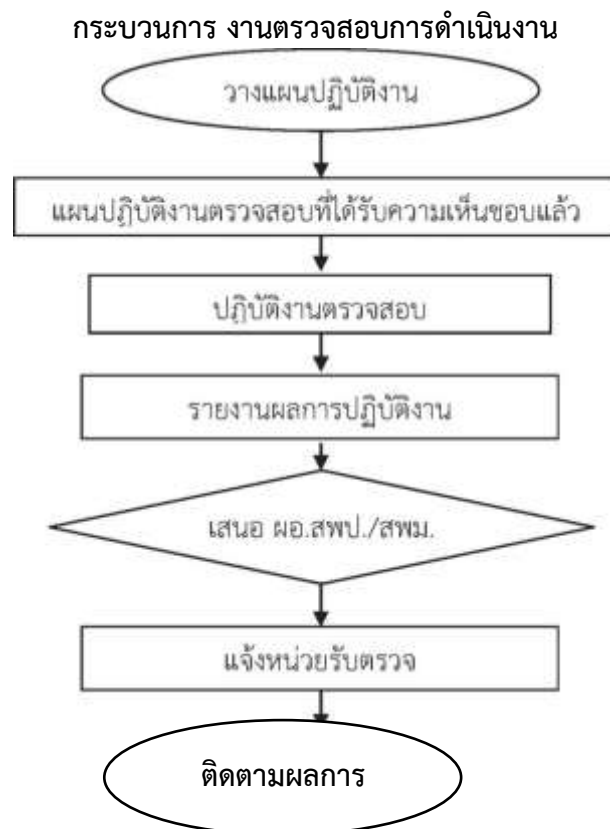 กระบวนการ งานตรวจสอบการดำเนินงาน
วางแผนปฏิบัติงาน
แผนปฏิบัติงานตรวจสอบที่ได้รับความเห็นชอบแล้ว
ปฏิบัติงานตรวจสอบ
รายงานผลการปฏิบัติงาน
เสนอ ผอ.สพป./สพม.
แจ้งหน่วยรับตรวจ
ติดตามผลการ